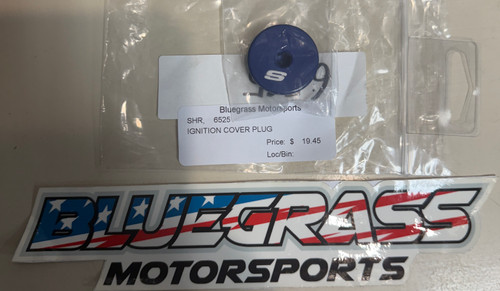 S
Bluegrass Motorsports
SHR, 6525
IGNITION COVER PLUG
Price: $ 19.45
Loc/Bin:
BLUEGRASS
MOTORSPORTS